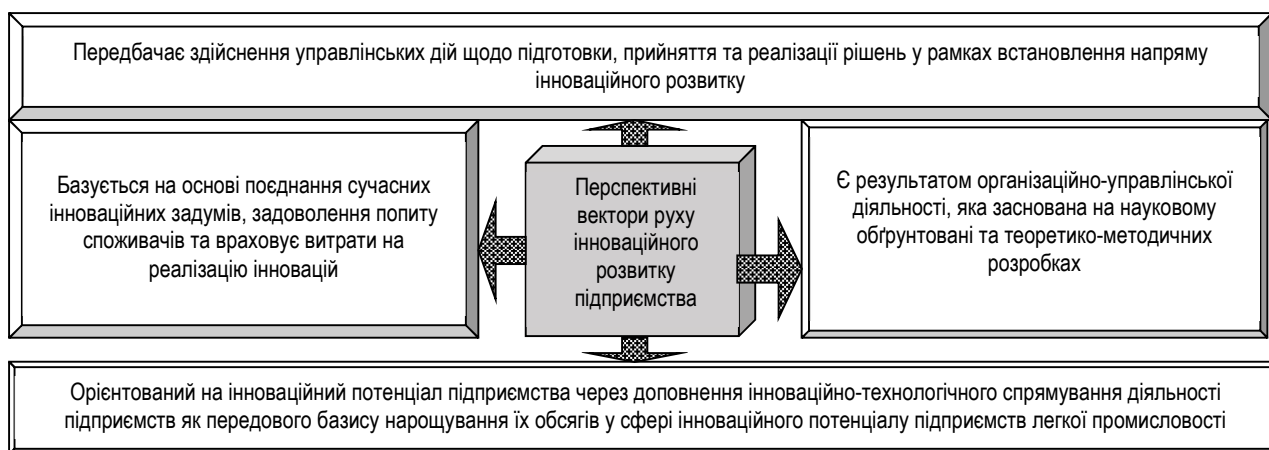 Передбачає здійснення управлінських дій щодо підготовки, прийняття та реалізації рішень у рамках встановлення напряму
інноваційного розвитку
Базується на основі поєднання сучасних
інноваційних задумів, задоволення попиту
споживачів та враховує витрати на
реалізацію інновацій
Перспективні
вектори руху
інноваційного
розвитку
підприємства
Є результатом організаційно-управлінської
діяльності, яка заснована на науковому
обґрунтовані та теоретико-методичних
розробках
Орієнтований на інноваційний потенціал підприємства через доповнення інноваційно-технологічного спрямування діяльності
підприємств як передового базису нарощування їх обсягів у сфері інноваційного потенціалу підприємств легкої промисловості